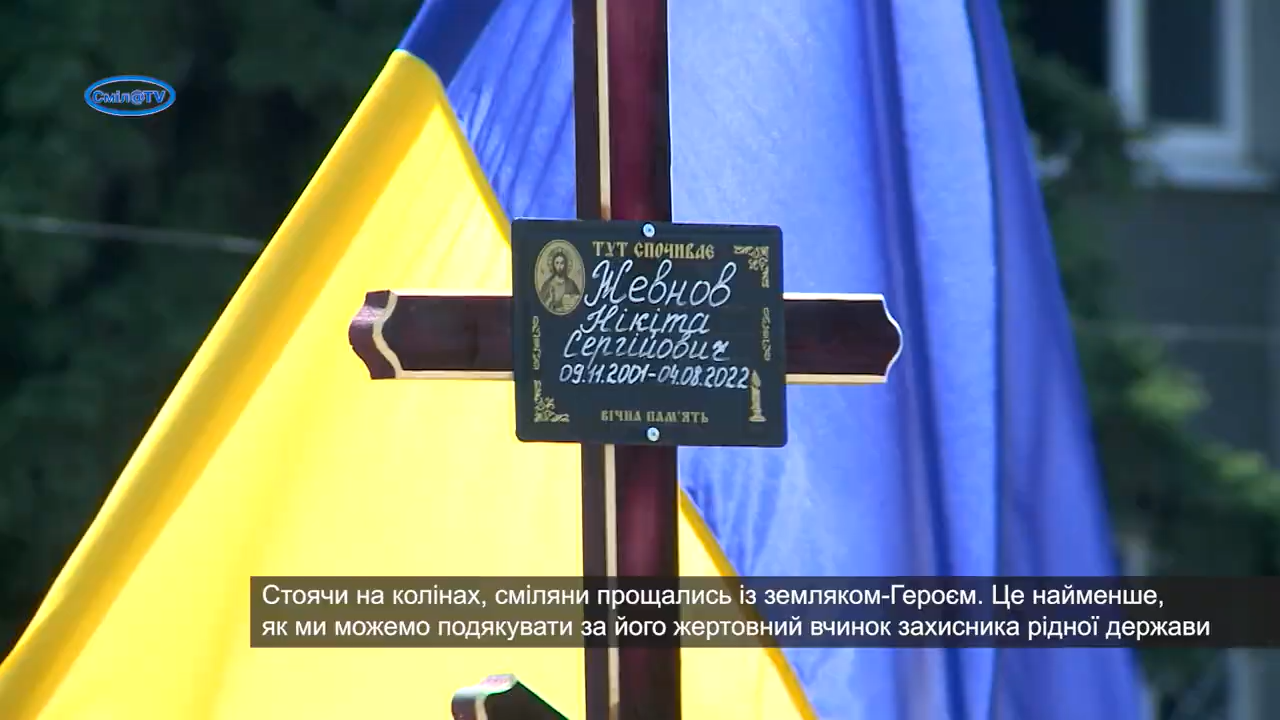 Сміл@TV
ТУТ СПОЧИВАЄ
Жевнов
Нікіта
Сергійович
09.11.2001-04.08.2022
ВІЧНА ПАМ'ЯТЬ
Стоячи на колінах, сміляни прощались із земляком-Героєм. Це найменше,
як ми можемо подякувати за його жертовний вчинок захисника рідної держави